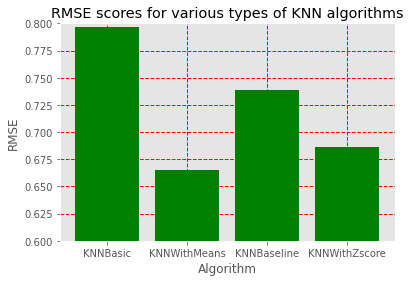 RMSE scores for various types of KNN algorithms
0.800
0.775
0.750
0.725
0.700
0.675
0.650
0.625
0.600
RMSE
KNNBasic KNNWithMeans KNNBaseline KNNWithZscore
Algorithm